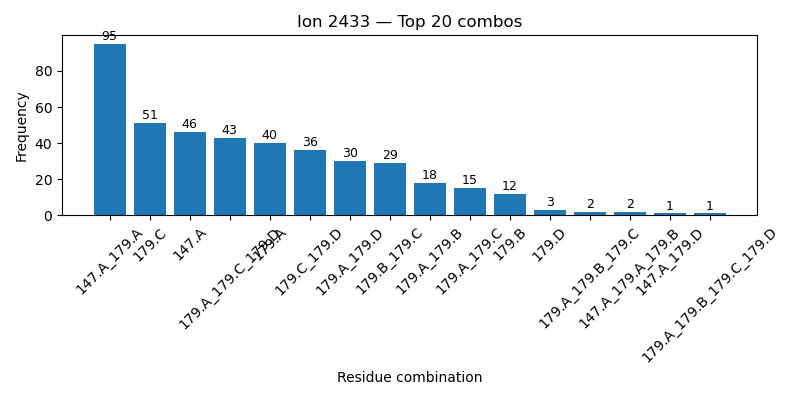 Ion 2433 — Top 20 combos
Frequency
80
60
40
20
0
95
51
46
43
40
36
30
29
18
15
12
3
2
2
1
1
147.A_179.A
179.C
147.A
179.A_179.C_179.D
179.A
179.C_179.D
179.A_179.D
179.B_179.C
179.A_179.B
179.A_179.C
179.B
179.D
179.A_179.B_179.C
147.A_179.A_179.B
147.A_179.D
179.A_179.B_179.C_179.D
Residue combination